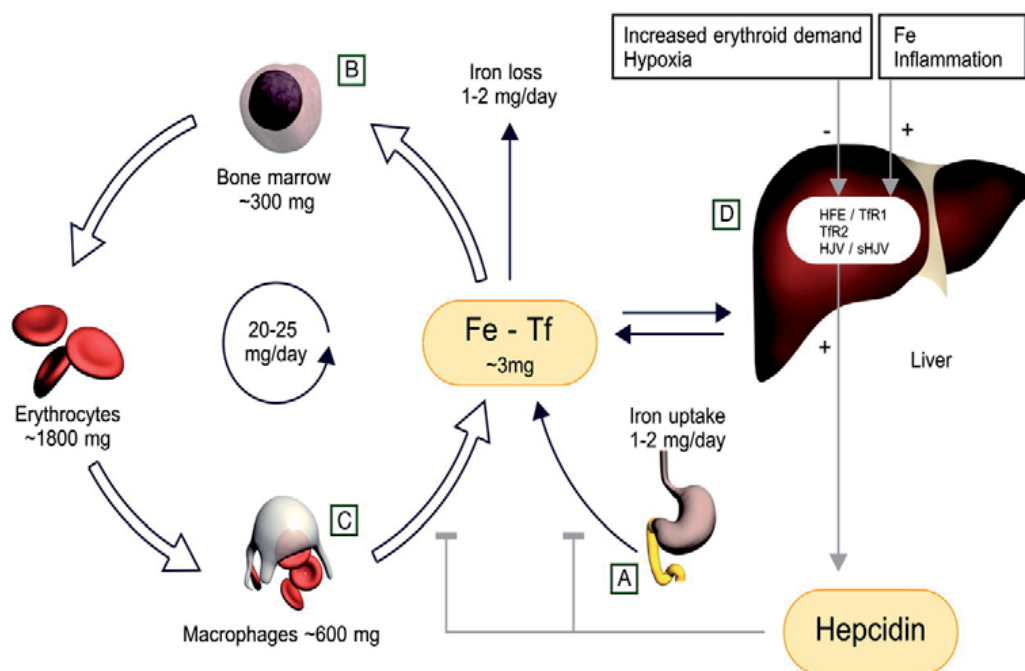 Increased erythroid demand
Hypoxia
Fe
Inflammation
B
Iron loss
1-2 mg/day
-
+
Bone marrow
~300 mg
D
HFE / TfR1
TfR2
HJV / sHJV
20-25
mg/day
Fe - Tf
~3mg
+
Liver
Erythrocytes
~1800 mg
Iron uptake
1-2 mg/day
C
A
Macrophages ~600 mg
Hepcidin